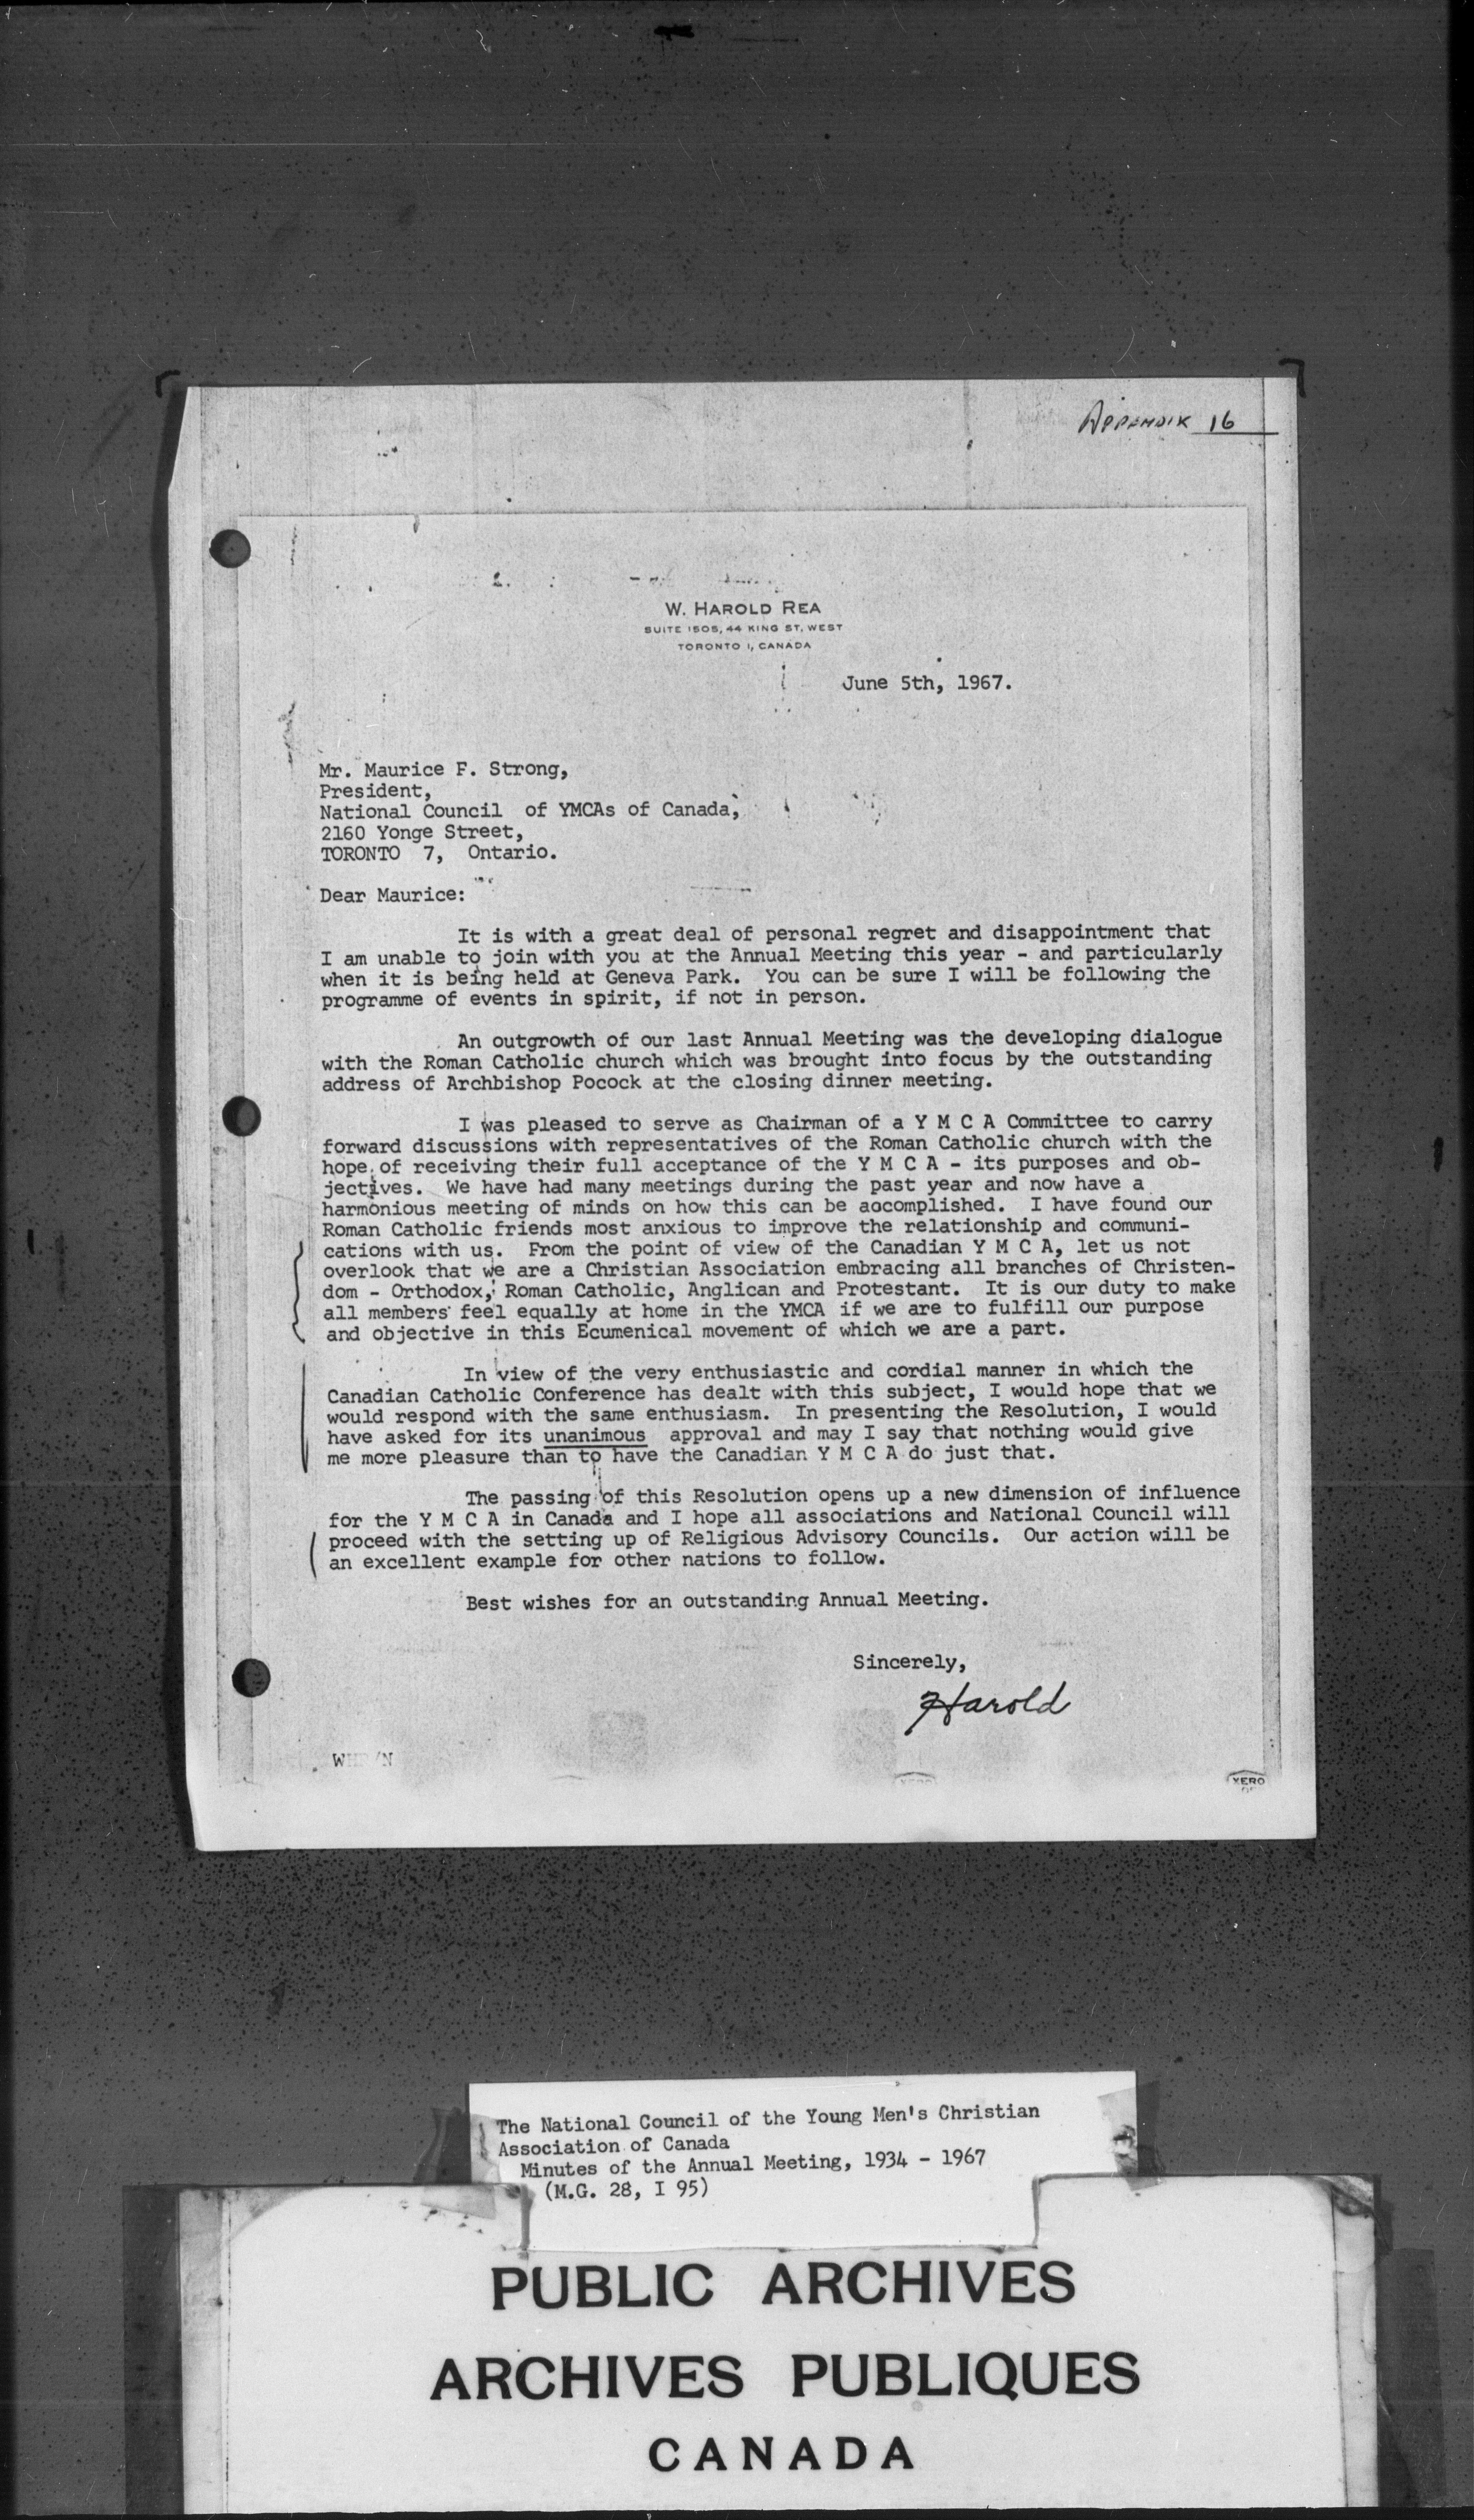 APPENDIX 16
W. HAROLD REA
SUITE 1505, 44 KING ST. WEST
TORONTO 1, CANADA
June 5th, 1967.
Mr. Maurice F. Strong,
President,
National Council of YMCAs of Canada,
2160 Yonge Street,
TORONTO 7, Ontario.
Dear Maurice:
It is with a great deal of personal regret and disappointment that
I am unable to join with you at the Annual Meeting this year - and particularly
when it is being held at Geneva Park. You can be sure I will be following the
programme of events in spirit, if not in person.
An outgrowth of our last Annual Meeting was the developing dialogue
with the Roman Catholic church which was brought into focus by the outstanding
address of Archbishop Pocock at the closing dinner meeting.
I was pleased to serve as Chairman of a Y M C A Committee to carry
forward discussions with representatives of the Roman Catholic church with the
hope of receiving their full acceptance of the Y M C A - its purposes and ob-
jectives. We have had many meetings during the past year and now have a
harmonious meeting of minds on how this can be accomplished. I have found our
Roman Catholic friends most anxious to improve the relationship and communi-
cations with us. From the point of view of the Canadian Y M C A, let us not
overlook that we are a Christian Association embracing all branches of Christen-
dom - Orthodox, Roman Catholic, Anglican and Protestant. It is our duty to make
all members feel equally at home in the YMCA if we are to fulfill our purpose
and objective in this Ecumenical movement of which we are a part.
In view of the very enthusiastic and cordial manner in which the
Canadian Catholic Conference has dealt with this subject, I would hope that we
would respond with the same enthusiasm. In presenting the Resolution, I would
have asked for its unanimous approval and may I say that nothing would give
me more pleasure than to have the Canadian Y M C A do just that.
The passing of this Resolution opens up a new dimension of influence
for the Y M C A in Canada and I hope all associations and National Council will
proceed with the setting up of Religious Advisory Councils. Our action will be
an excellent example for other nations to follow.
Best wishes for an outstanding Annual Meeting.
Sincerely,
Harold
XERO
The National Council of the Young Men's Christian
Association of Canada
Minutes of the Annual Meeting, 1934 - 1967
(M.G. 28, I 95)
PUBLIC ARCHIVES
ARCHIVES PUBLIQUES
CANADA